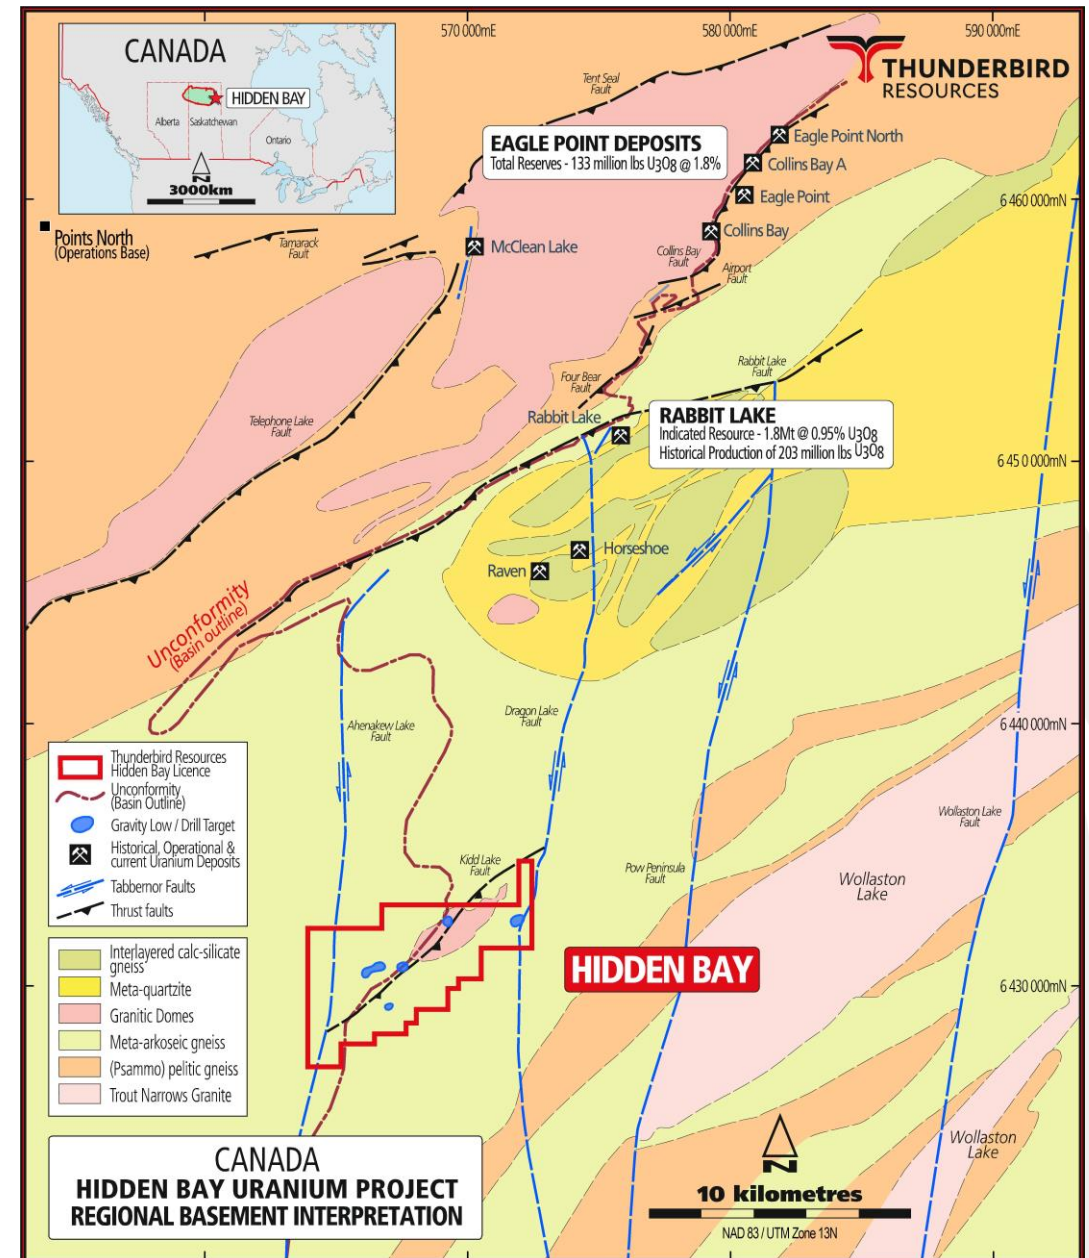 570 000mE
580 000mE
590 000mE
CANADA
HIDDEN BAY
Alberta
Saskatchewan
Ontario
N
3000km
THUNDERBIRD
RESOURCES
Tent Seal
Fault
EAGLE POINT DEPOSITS
Total Reserves - 133 million lbs U3O8 @ 1.8%
Eagle Point North
Collins Bay A
Eagle Point
6 460 000mN
Collins Bay
Points North
(Operations Base)
Tamarack
Fault
McClean Lake
Collins Bay
Fault
Airport
Fault
Rabbit Lake
Fault
Four Bear
Fault
Telephone Lake
Fault
Rabbit Lake
RABBIT LAKE
Indicated Resource - 1.8Mt @ 0.95% U3O8
Historical Production of 203 million lbs U3O8
6 450 000mN
Horseshoe
Raven
Unconformity
(Basin outline)
Ahenakew Lake
Fault
Dragon Lake
Fault
6 440 000mN
Thunderbird Resources
Hidden Bay Licence
Unconformity
(Basin Outline)
Gravity Low / Drill Target
Historical, Operational &
current Uranium Deposits
Tabbernor Faults
Thrust faults
Kidd Lake
Fault
Pow Peninsula
Fault
Wollaston Lake
Fault
Wollaston
Lake
HIDDEN BAY
6 430 000mN
Interlayered calc-silicate
gneiss
Meta-quartzite
Granitic Domes
Meta-arkoseic gneiss
(Psammo) pelitic gneiss
Trout Narrows Granite
Wollaston
Lake
CANADA
HIDDEN BAY URANIUM PROJECT
REGIONAL BASEMENT INTERPRETATION
N
10 kilometres
NAD 83 / UTM Zone 13N